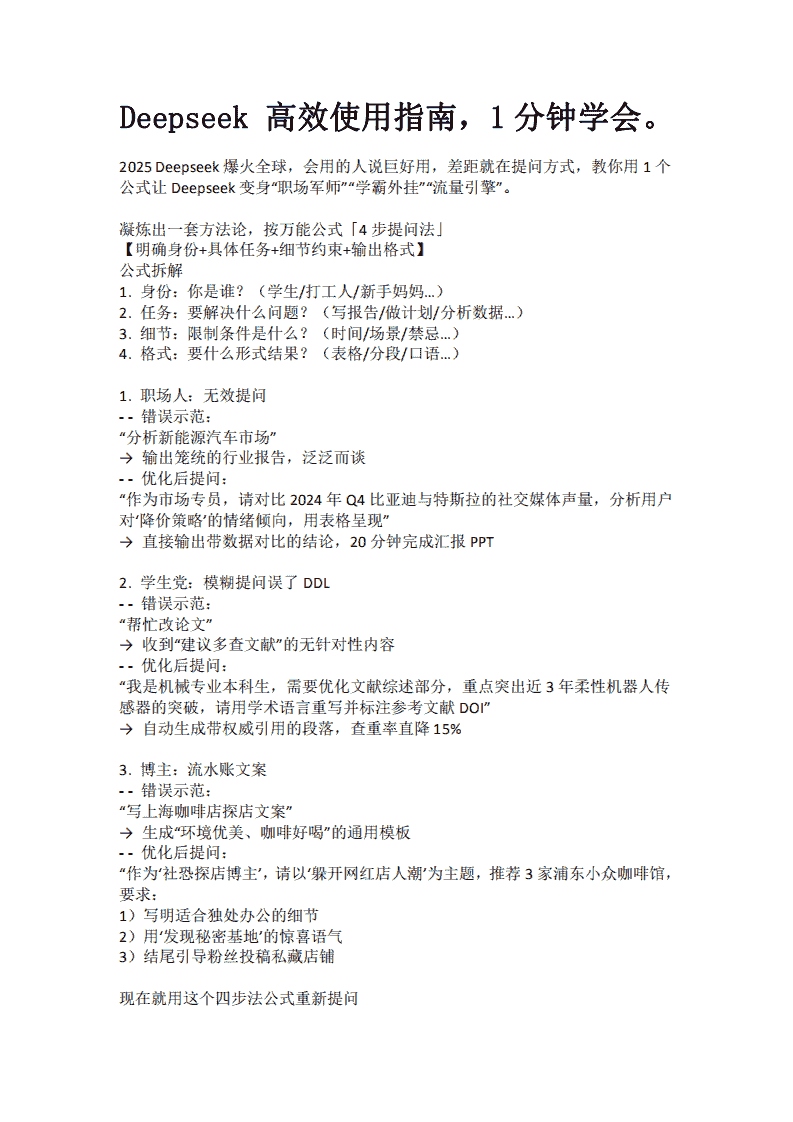 Deepseek 高效使用指南，1 分钟学会。
2025 Deepseek 爆火全球，会用的人说巨好用，差距就在提问方式，教你用 1 个
公式让 Deepseek 变身“职场军师”“学霸外挂”“流量引擎”。
凝炼出一套方法论，按万能公式「4 步提问法」
【明确身份+具体任务+细节约束+输出格式】
公式拆解
1. 身份：你是谁？（学生/打工人/新手妈妈…）
2. 任务：要解决什么问题？（写报告/做计划/分析数据…）
3. 细节：限制条件是什么？（时间/场景/禁忌…）
4. 格式：要什么形式结果？（表格/分段/口语…）
1. 职场人：无效提问
- - 错误示范：
“分析新能源汽车市场”
→ 输出笼统的行业报告，泛泛而谈
- - 优化后提问：
“作为市场专员，请对比 2024 年 Q4 比亚迪与特斯拉的社交媒体声量，分析用户
对‘降价策略’的情绪倾向，用表格呈现”
→ 直接输出带数据对比的结论，20 分钟完成汇报 PPT
2. 学生党：模糊提问误了 DDL
- - 错误示范：
“帮忙改论文”
→ 收到“建议多查文献”的无针对性内容
- - 优化后提问：
“我是机械专业本科生，需要优化文献综述部分，重点突出近 3 年柔性机器人传
感器的突破，请用学术语言重写并标注参考文献 DOI”
→ 自动生成带权威引用的段落，查重率直降 15%
3. 博主：流水账文案
- - 错误示范：
“写上海咖啡店探店文案”
→ 生成“环境优美、咖啡好喝”的通用模板
- - 优化后提问：
“作为‘社恐探店博主’，请以‘躲开网红店人潮’为主题，推荐 3 家浦东小众咖啡馆，
要求：
1）写明适合独处办公的细节
2）用‘发现秘密基地’的惊喜语气
3）结尾引导粉丝投稿私藏店铺
现在就用这个四步法公式重新提问